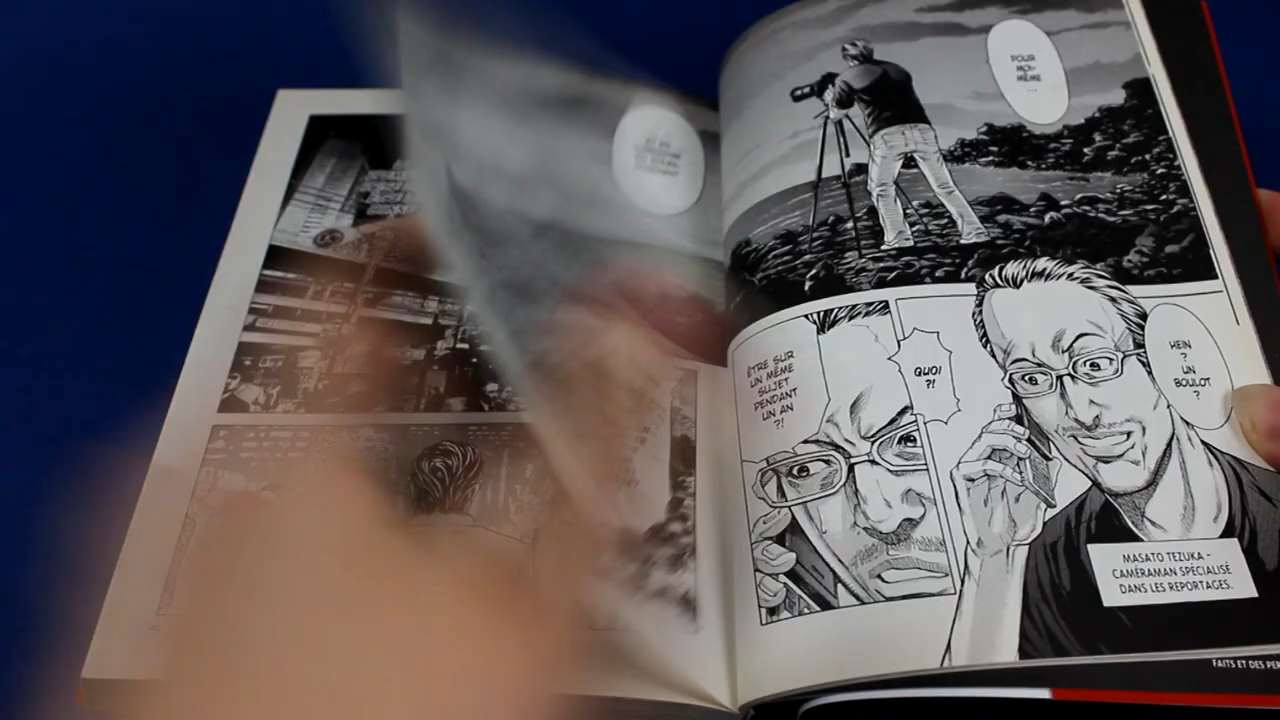 POUR
MOI-
MÊME
...
ÊTRE SUR
UN MÊME
SUJET
PENDANT
UN AN
?!
QUOI
?!
HEIN
?
UN
BOULOT
?
MASATO TEZUKA -
CAMÉRAMAN SPÉCIALISÉ
DANS LES REPORTAGES.
FAITS ET DES PER